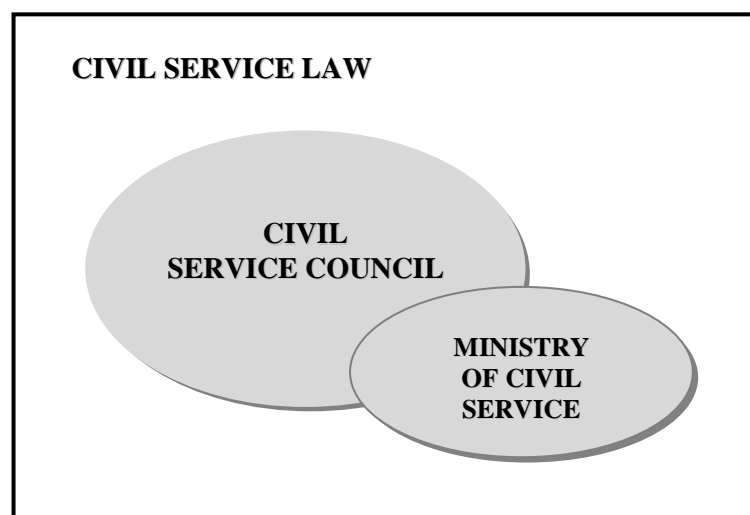 CIVIL SERVICE LAW
CIVIL
SERVICE COUNCIL
MINISTRY
OF CIVIL
SERVICE